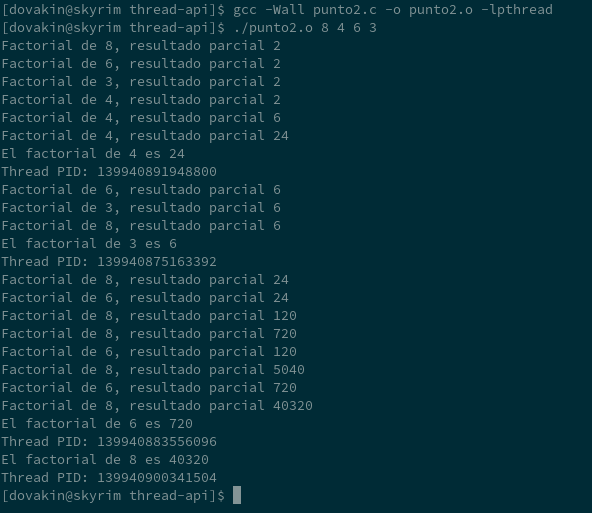 [dovakin@skyrim thread-api]$ gcc -Wall punto2.c -o punto2.o -lpthread
[dovakin@skyrim thread-api]$ ./punto2.o 8 4 6 3
Factorial de 8, resultado parcial 2
Factorial de 6, resultado parcial 2
Factorial de 3, resultado parcial 2
Factorial de 4, resultado parcial 2
Factorial de 4, resultado parcial 6
Factorial de 4, resultado parcial 24
El factorial de 4 es 24
Thread PID: 139940891948800
Factorial de 6, resultado parcial 6
Factorial de 3, resultado parcial 6
Factorial de 8, resultado parcial 6
El factorial de 3 es 6
Thread PID: 139940875163392
Factorial de 8, resultado parcial 24
Factorial de 6, resultado parcial 24
Factorial de 8, resultado parcial 120
Factorial de 8, resultado parcial 720
Factorial de 6, resultado parcial 120
Factorial de 8, resultado parcial 5040
Factorial de 6, resultado parcial 720
Factorial de 8, resultado parcial 40320
El factorial de 6 es 720
Thread PID: 139940883556096
El factorial de 8 es 40320
Thread PID: 139940900341504
[dovakin@skyrim thread-api]$